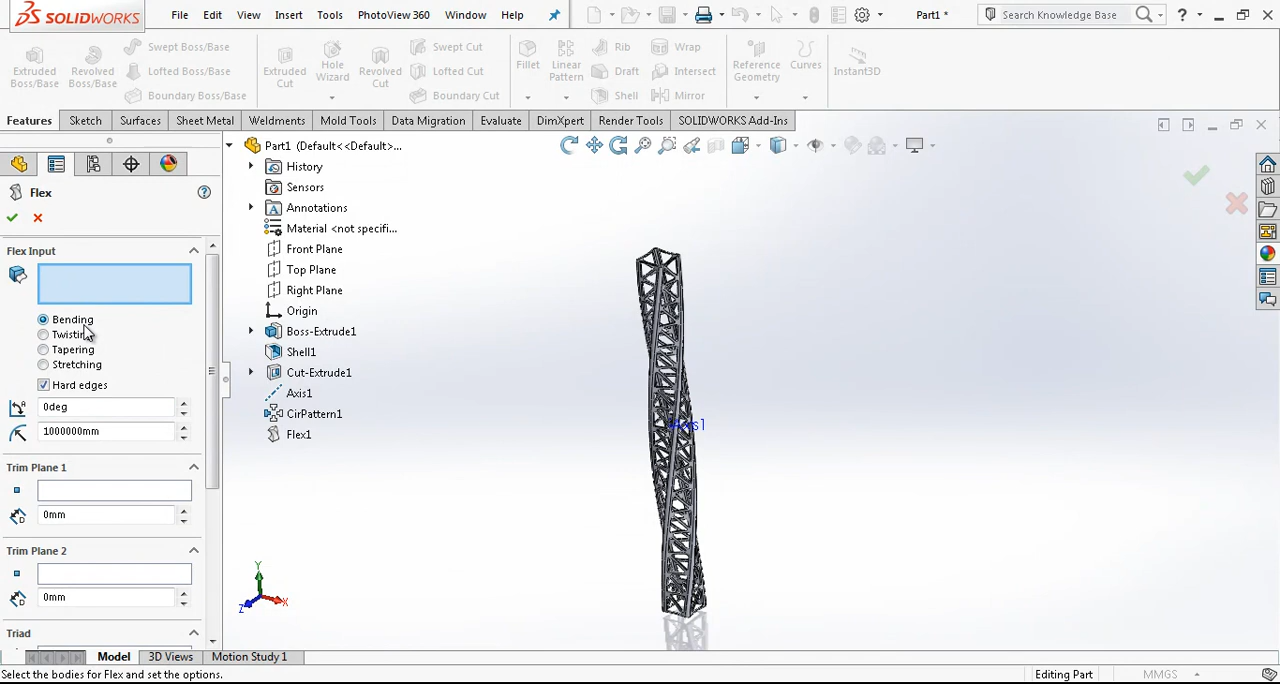 SOLIDWORKS File Edit View Insert Tools PhotoView 360 Window Help Part1 * Search Knowledge Base ?
Extruded Boss/Base
Revolved Boss/Base
Swept Boss/Base
Lofted Boss/Base
Boundary Boss/Base
Extruded Cut
Hole Wizard
Revolved Cut
Swept Cut
Lofted Cut
Boundary Cut
Fillet
Linear Pattern
Rib
Draft
Shell
Wrap
Intersect
Mirror
Reference Geometry
Curves
Instant3D
Features Sketch Surfaces Sheet Metal Weldments Mold Tools Data Migration Evaluate DimXpert Render Tools SOLIDWORKS Add-Ins
Flex ?
Flex Input
Bending
Tapering
Stretching
Hard edges
0deg
1000000mm
Trim Plane 1
0mm
Trim Plane 2
0mm
Triad
Part1 (Default<<Default>...
History
Sensors
Annotations
Material <not specifi...
Front Plane
Top Plane
Right Plane
Origin
Boss-Extrude1
Shell1
Cut-Extrude1
Axis1
CirPattern1
Flex1
Axis1
Y
Z
X
Model 3D Views Motion Study 1
Select the bodies for Flex and set the options. Editing Part MMGS